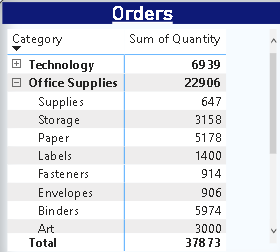 Orders
Category Sum of Quantity
Technology 6939
Office Supplies 22906
Supplies 647
Storage 3158
Paper 5178
Labels 1400
Fasteners 914
Envelopes 906
Binders 5974
Art 3000
Total 37873